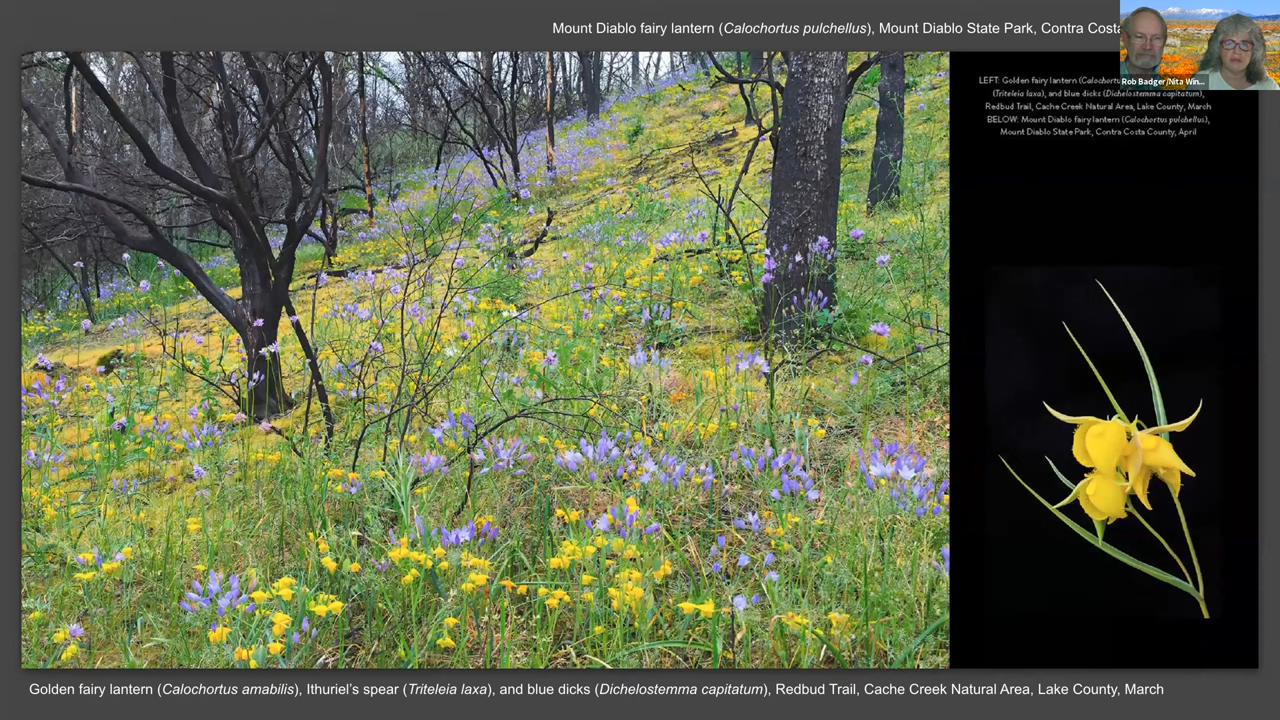 Mount Diablo fairy lantern (Calochortus pulchellus), Mount Diablo State Park, Contra Costa
Rob Badger/Nita Win...
LEFT: Golden fairy lantern (Calochortu
(Triteleia laxa), and blue dicks (Dichelostemma capitatum),
Redbud Trail, Cache Creek Natural Area, Lake County, March
BELOW: Mount Diablo fairy lantern (Calochortus pulchellus),
Mount Diablo State Park, Contra Costa County, April
Golden fairy lantern (Calochortus amabilis), Ithuriel’s spear (Triteleia laxa), and blue dicks (Dichelostemma capitatum), Redbud Trail, Cache Creek Natural Area, Lake County, March